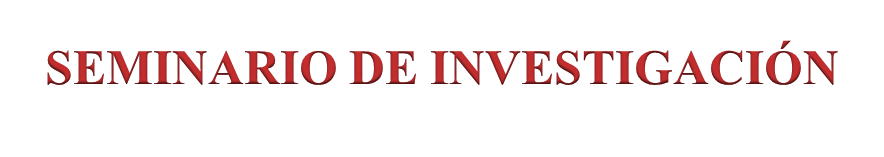 SEMINARIO DE INVESTIGACIÓN